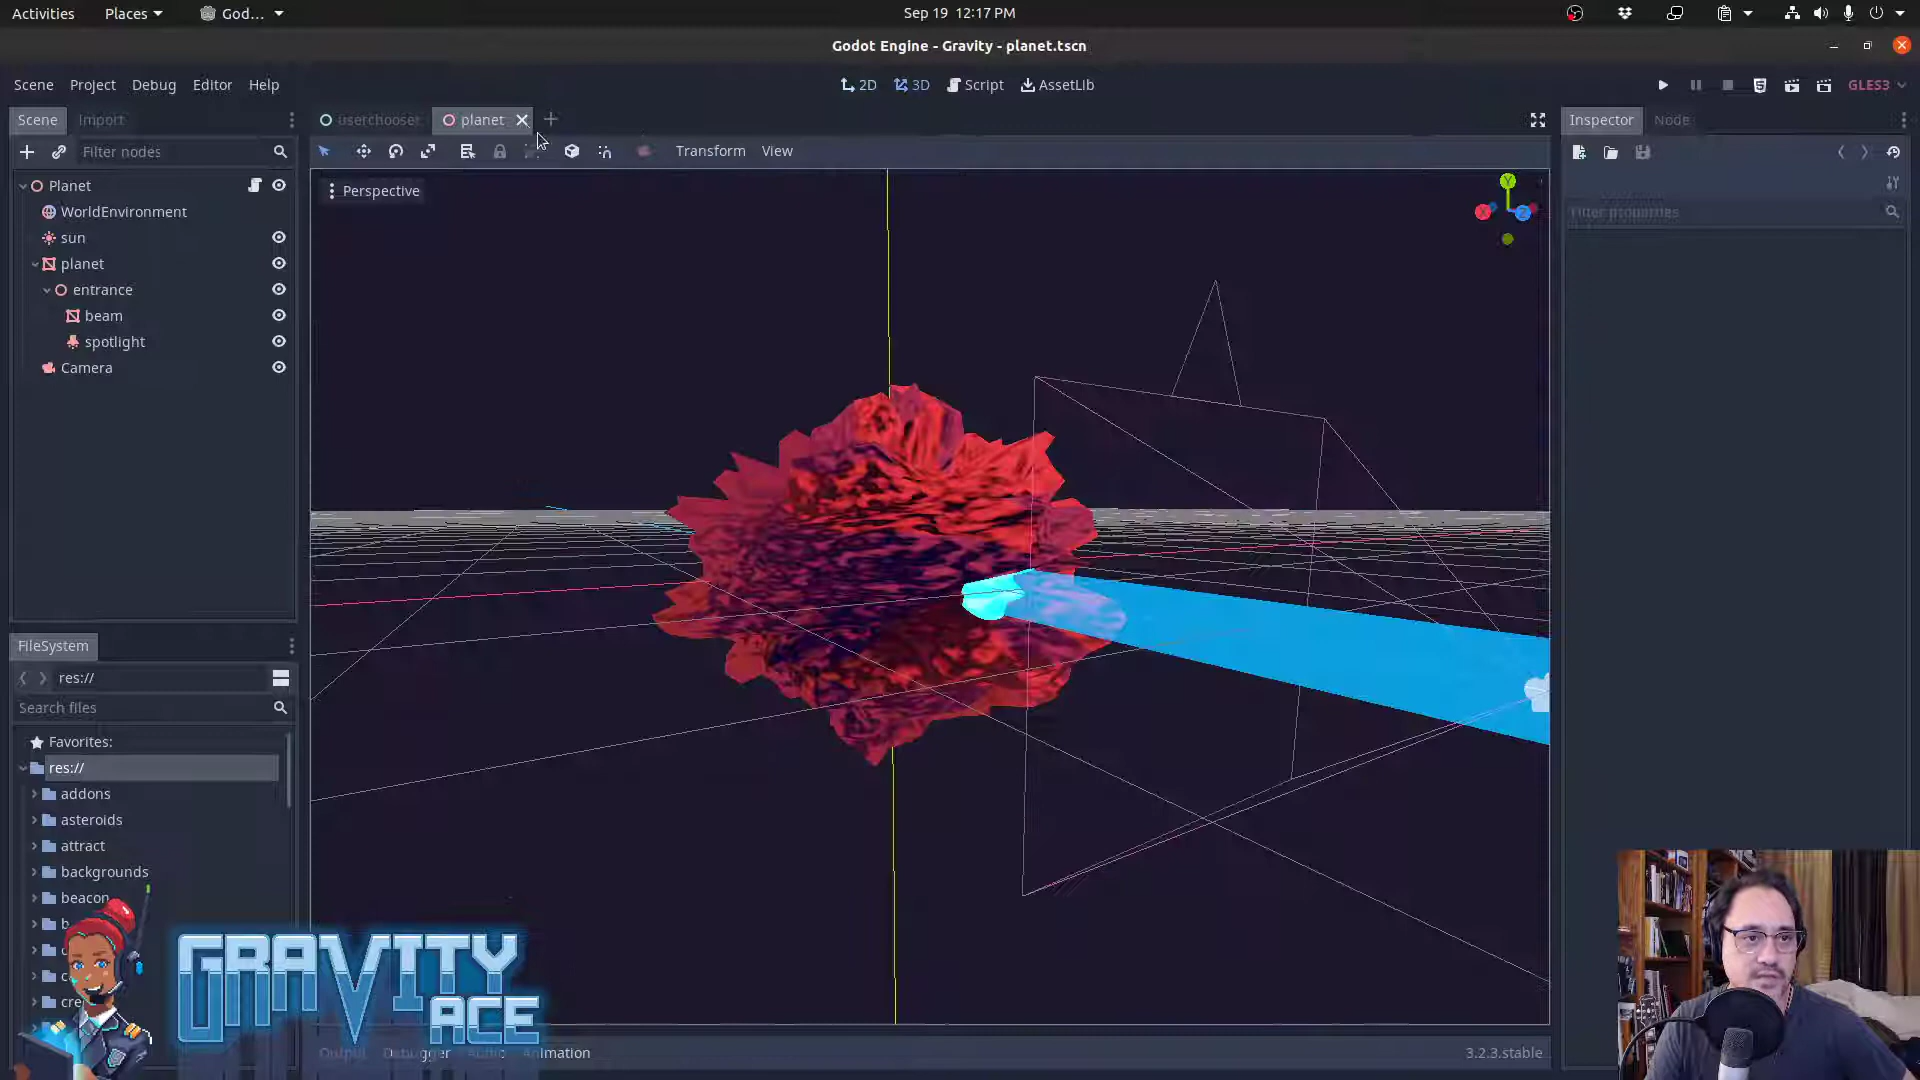 Activities Places God... Sep 19 12:17 PM
Godot Engine - Gravity - planet.tscn
Scene Project Debug Editor Help 2D 3D Script AssetLib GLES3
Scene Import userchooser planet Inspector Node
Filter nodes Transform View
Planet
Perspective
WorldEnvironment
Filter properties
sun
planet
entrance
beam
spotlight
Camera
Y
X
Z
FileSystem
res://
Search files
Favorites:
res://
addons
asteroids
attract
backgrounds
beacon
GRAVITY
ACE
Output Debugger Audio Animation 3.2.3.stable